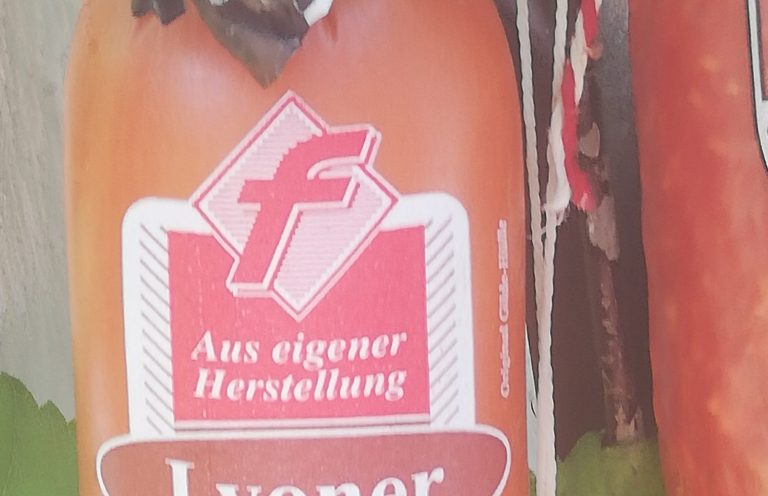 f
Aus eigener
Herstellung
Lyoner